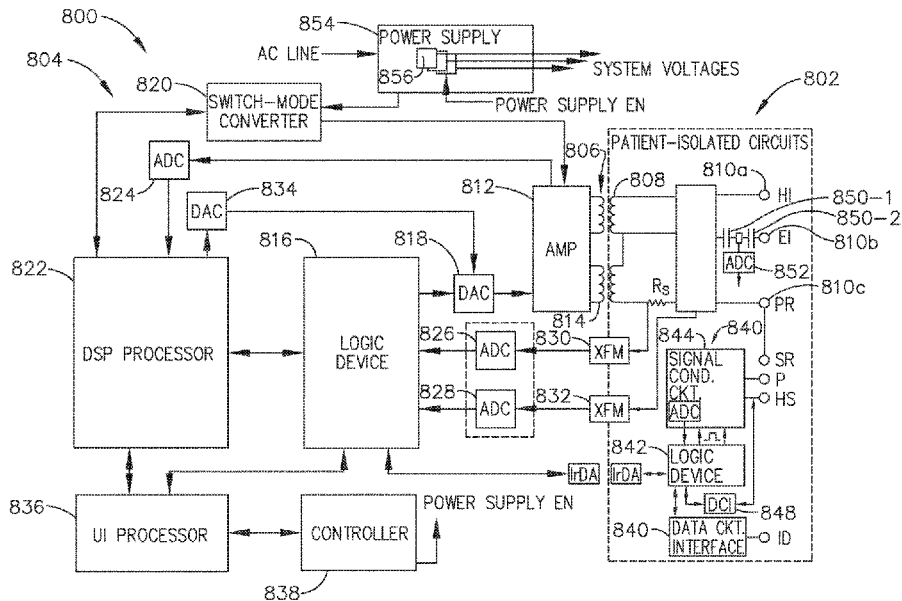 800
854
POWER SUPPLY
AC LINE
856
SYSTEM VOLTAGES
804
820
SWITCH-MODE
CONVERTER
POWER SUPPLY EN
802
PATIENT-ISOLATED CIRCUITS
806
808
810a
HI
850-1
850-2
EI
810b
ADC
824
834
DAC
812
AMP
ADC
852
822
DSP PROCESSOR
816
LOGIC
DEVICE
818
DAC
814
RS
810c
PR
826
ADC
830
XFM
828
ADC
832
XFM
844
840
SIGNAL
COND.
CKT.
ADC
SR
P
HS
842
LOGIC
DEVICE
IrDA
IrDA
DCI
848
836
UI PROCESSOR
CONTROLLER
838
POWER SUPPLY EN
840
DATA CKT.
INTERFACE
ID